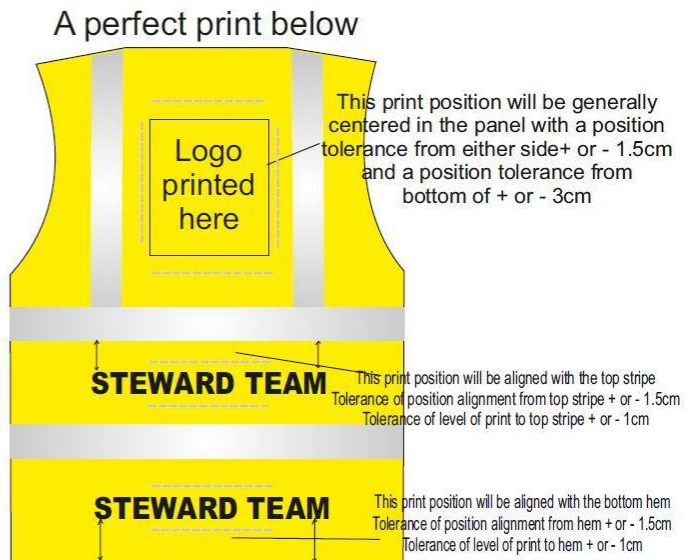 A perfect print below
Logo
printed
here
This print position will be generally
centered in the panel with a position
tolerance from either side+ or - 1.5cm
and a position tolerance from
bottom of + or - 3cm
STEWARD TEAM
This print position will be aligned with the top stripe
Tolerance of position alignment from top stripe + or - 1.5cm
Tolerance of level of print to top stripe + or - 1cm
STEWARD TEAM
This print position will be aligned with the bottom hem
Tolerance of position alignment from hem + or - 1.5cm
Tolerance of level of print to hem + or - 1cm